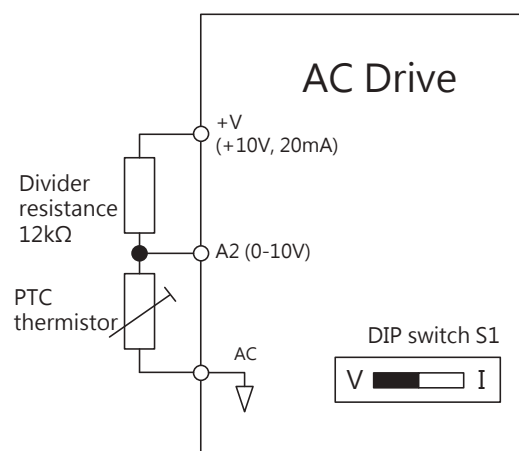 AC Drive
+V
(+10V, 20mA)
Divider
resistance
12kΩ
A2 (0-10V)
PTC
thermistor
AC
DIP switch S1
V I